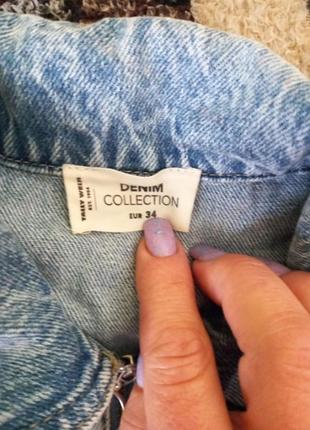 TALLY WEIJL
EST. 1984
DENIM
COLLECTION
EUR 34